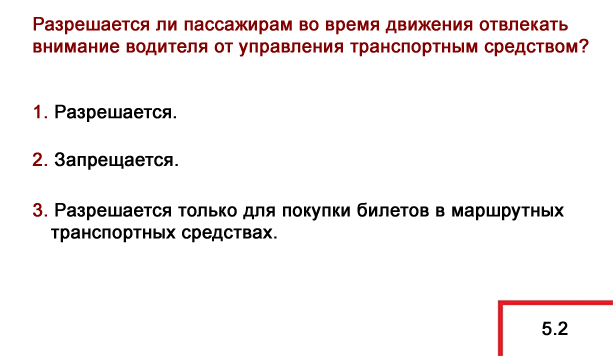 Разрешается ли пассажирам во время движения отвлекать
внимание водителя от управления транспортным средством?
1. Разрешается.
2. Запрещается.
3. Разрешается только для покупки билетов в маршрутных
транспортных средствах.
5.2